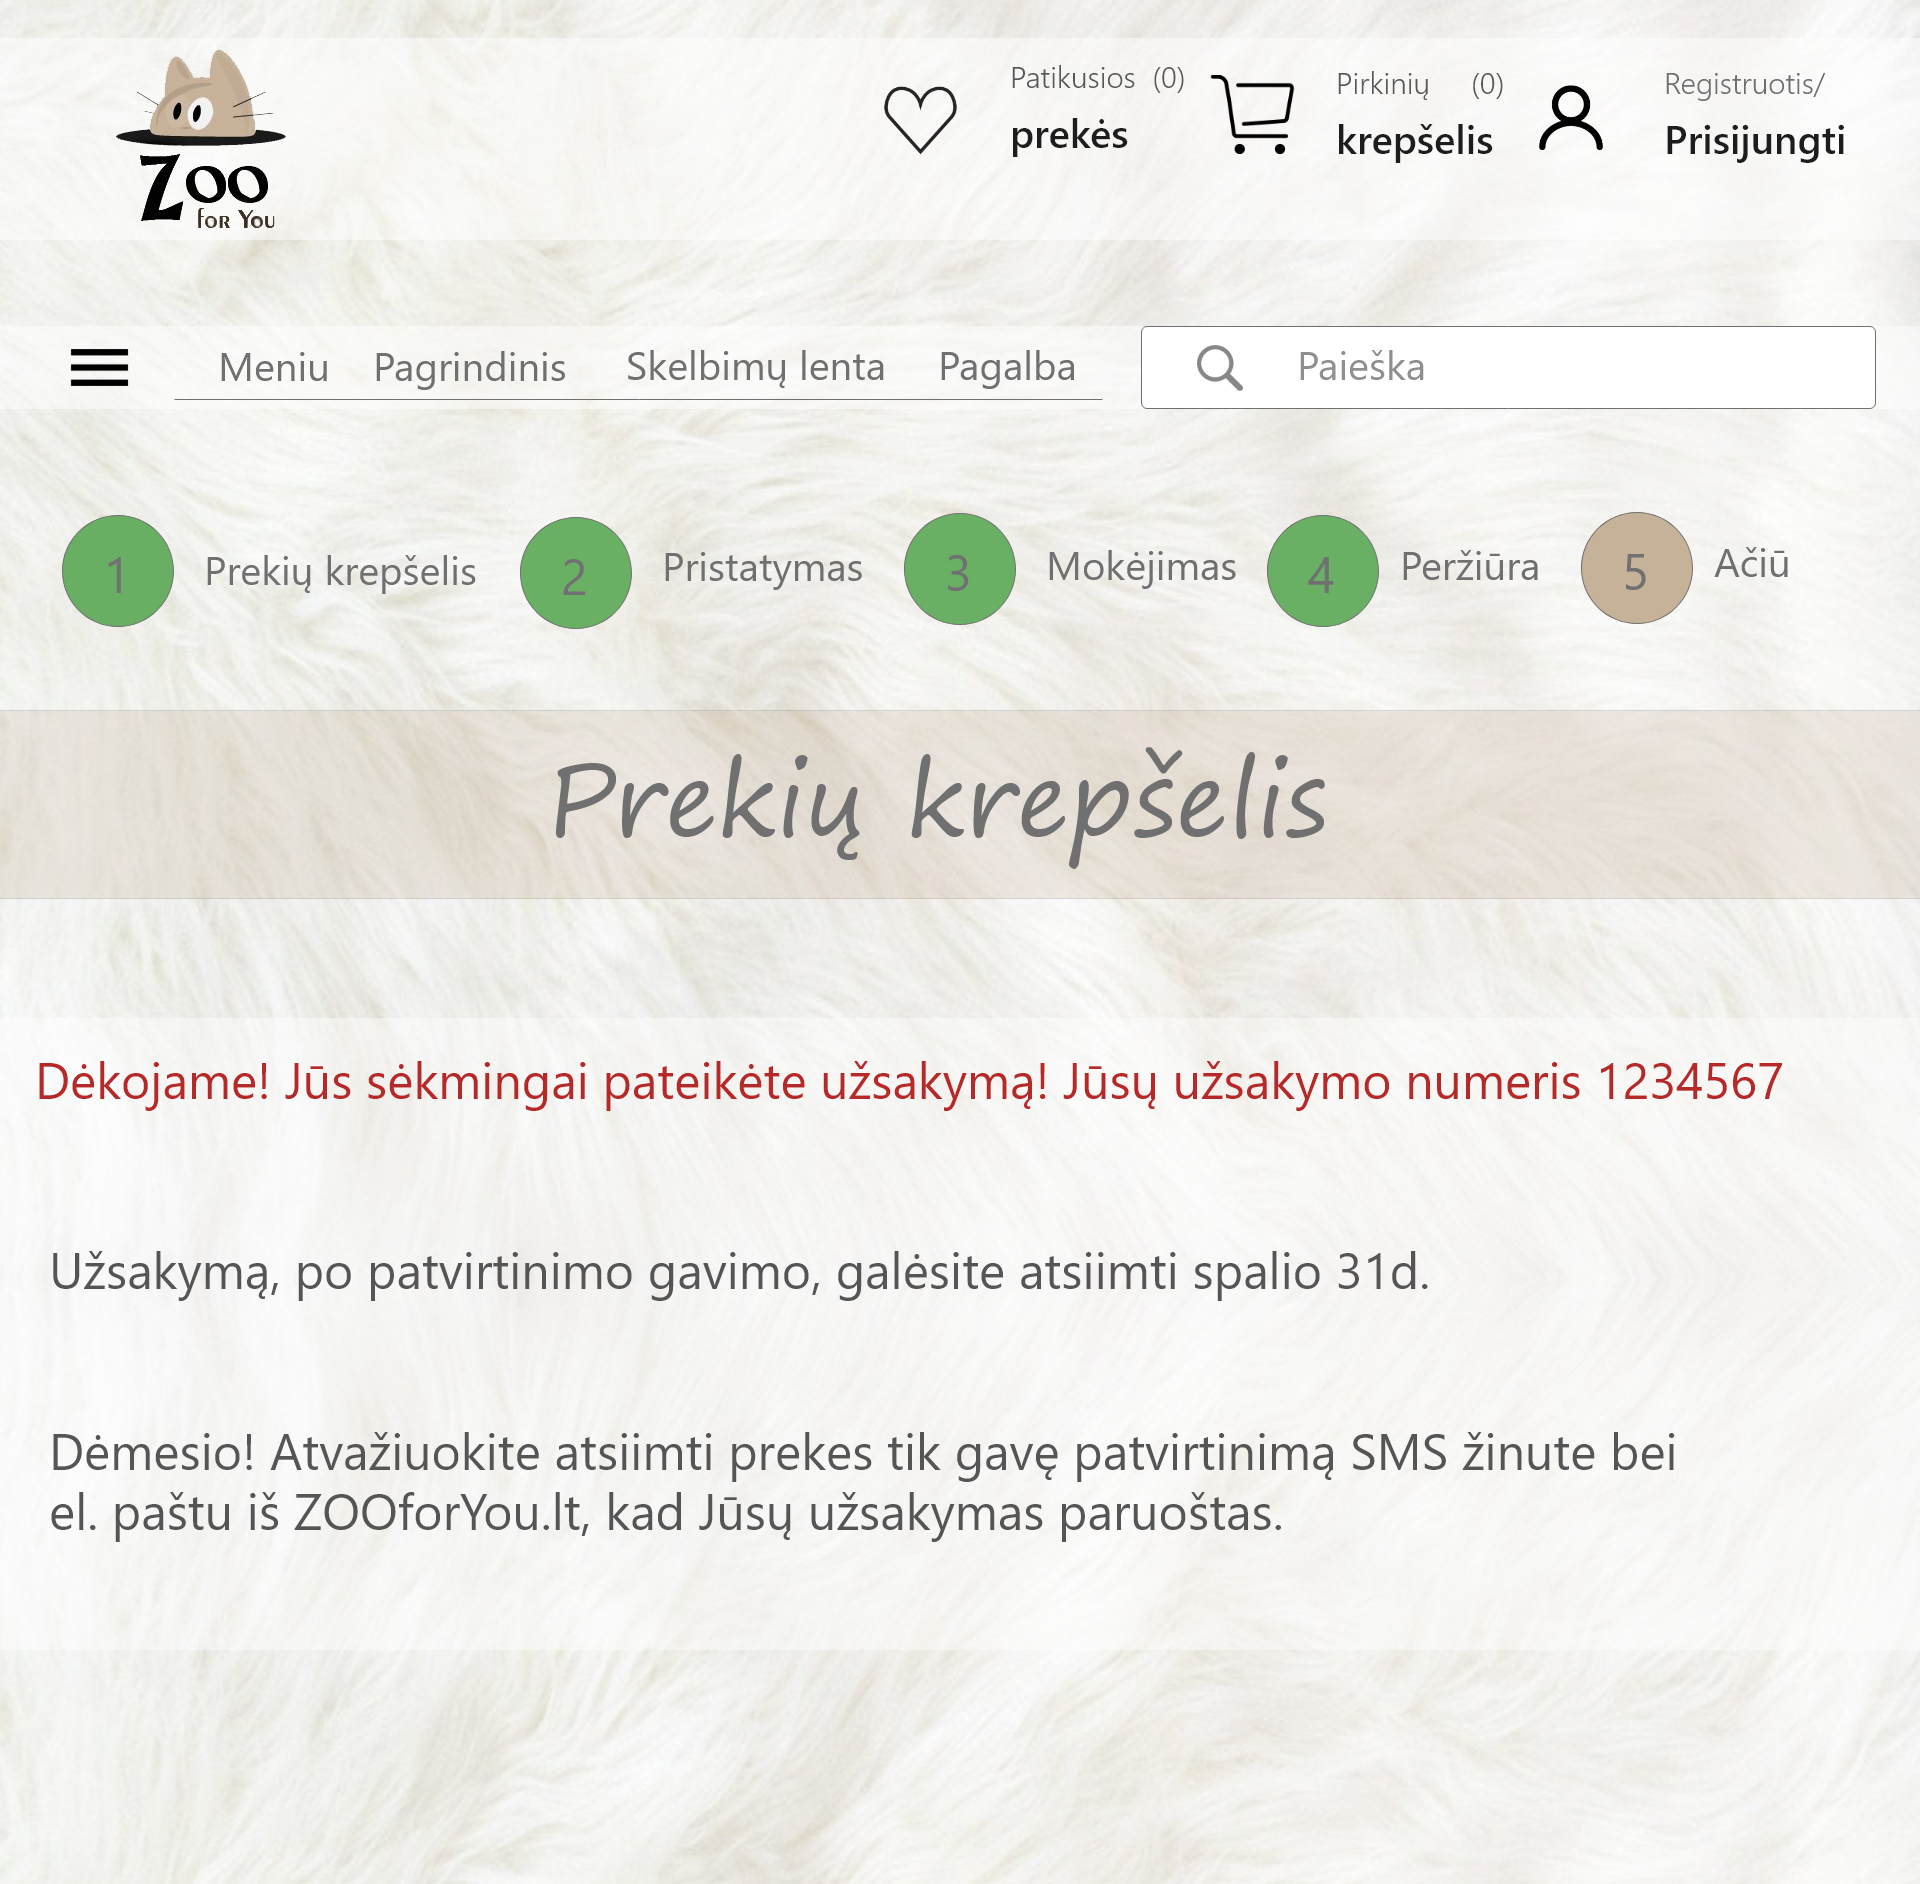 Zoo
for You
Patikusios (0)
prekės
Pirkinių (0)
krepšelis
Registruotis/
Prisijungti
Meniu Pagrindinis Skelbimų lenta Pagalba Paieška
1 Prekių krepšelis 2 Pristatymas 3 Mokėjimas 4 Peržiūra 5 Ačiū
Prekių krepšelis
Dėkojame! Jūs sėkmingai pateikėte užsakymą! Jūsų užsakymo numeris 1234567
Užsakymą, po patvirtinimo gavimo, galėsite atsiimti spalio 31d.
Dėmesio! Atvažiuokite atsiimti prekes tik gavę patvirtinimą SMS žinute bei
el. paštu iš ZOOforYou.lt, kad Jūsų užsakymas paruoštas.